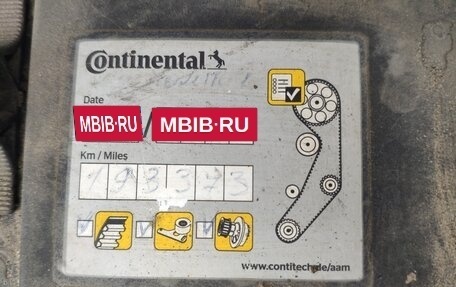 Continental
Date
MBIB.RU / MBIB-RU
Km / Miles
193373
www.contitech.de/aam